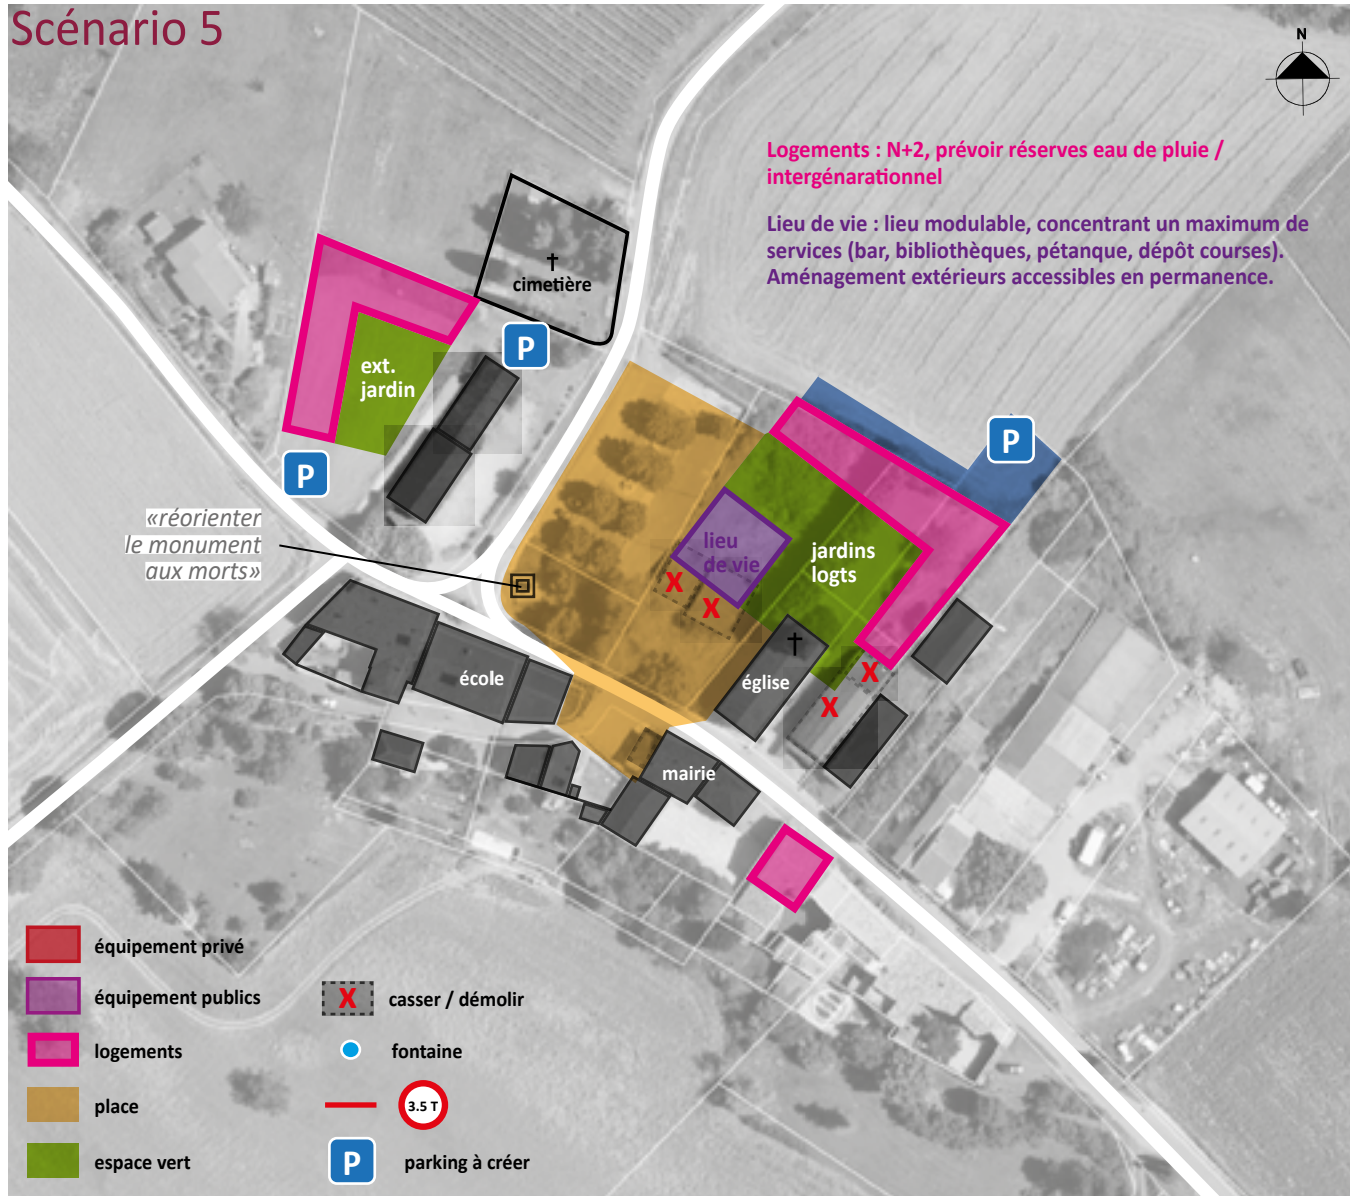 Scénario 5
N
Logements : N+2, prévoir réserves eau de pluie /
intergénarationnel
Lieu de vie : lieu modulable, concentrant un maximum de
services (bar, bibliothèques, pétanque, dépôt courses).
Aménagement extérieurs accessibles en permanence.
cimetière
P
ext.
jardin
P
P
«réorienter
le monument
aux morts»
lieu
de vie
jardins
logts
X
X
X
X
école
église
mairie
équipement privé
équipement publics
logements
place
espace vert
X
casser / démolir
fontaine
3.5 T
P
parking à créer